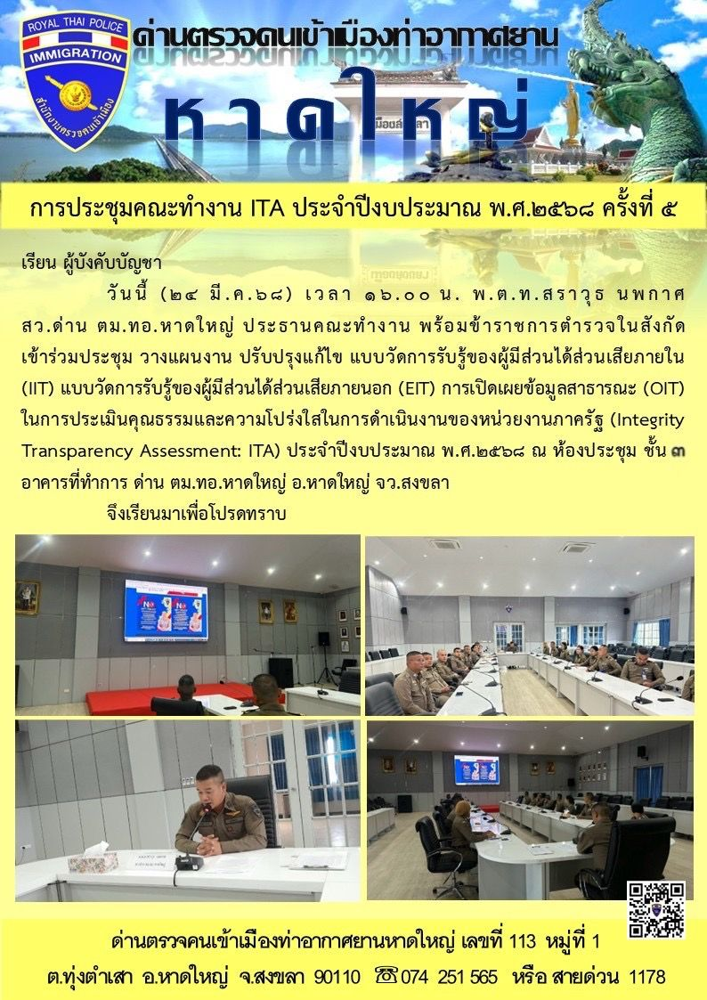 ROYAL THAI POLICE
IMMIGRATION
สำนักงานตรวจคนเข้าเมือง
ด่านตรวจคนเข้าเมืองท่าอากาศยาน
หาดใหญ่
การประชุมคณะทำงาน ITA ประจำปีงบประมาณ พ.ศ.๒๕๖๘ ครั้งที่ ๕
เรียน ผู้บังคับบัญชา
วันนี้ (๒๔ มี.ค.๖๘) เวลา ๑๖.๐๐ น. พ.ต.ท.สราวุธ นพกาศ
สว.ด่าน ตม.ทอ.หาดใหญ่ ประธานคณะทำงาน พร้อมข้าราชการตำรวจในสังกัด
เข้าร่วมประชุม วางแผนงาน ปรับปรุงแก้ไข แบบวัดการรับรู้ของผู้มีส่วนได้ส่วนเสียภายใน
(IIT) แบบวัดการรับรู้ของผู้มีส่วนได้ส่วนเสียภายนอก (EIT) การเปิดเผยข้อมูลสาธารณะ (OIT)
ในการประเมินคุณธรรมและความโปร่งใสในการดำเนินงานของหน่วยงานภาครัฐ (Integrity
Transparency Assessment: ITA) ประจำปีงบประมาณ พ.ศ.๒๕๖๘ ณ ห้องประชุม ชั้น ๓
อาคารที่ทำการ ด่าน ตม.ทอ.หาดใหญ่ อ.หาดใหญ่ จว.สงขลา
จึงเรียนมาเพื่อโปรดทราบ
NO
ด่านตรวจคนเข้าเมืองท่าอากาศยานหาดใหญ่ เลขที่ 113 หมู่ที่ 1
ต.ทุ่งตำเสา อ.หาดใหญ่ จ.สงขลา 90110 ☏074 251 565 หรือ สายด่วน 1178